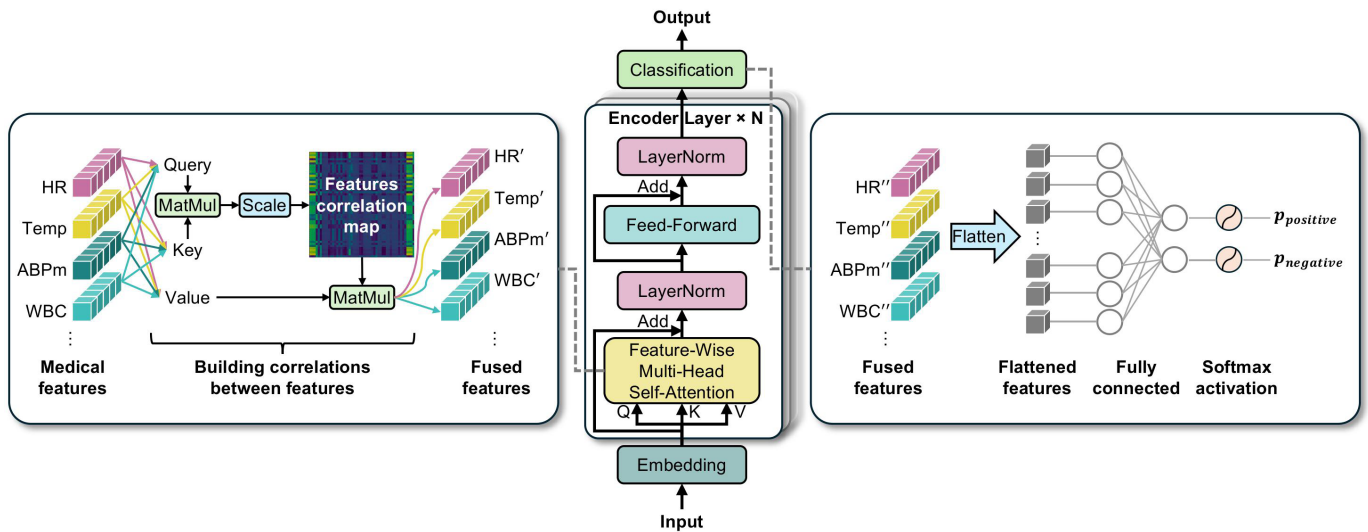 Output
Classification
Encoder Layer × N
LayerNorm
Add
Feed-Forward
LayerNorm
Add
Feature-Wise
Multi-Head
Self-Attention
Q K V
Embedding
Input
HR
Temp
ABPm
WBC
⋮
Medical
features
Query
MatMul
Scale
Key
Value
Features
correlation
map
MatMul
Building correlations
between features
HR′
Temp′
ABPm′
WBC′
⋮
Fused
features
HR′′
Temp′′
ABPm′′
WBC′′
⋮
Fused
features
Flatten
⋮
Flattened
features
Fully
connected
Softmax
activation
p_positive
p_negative